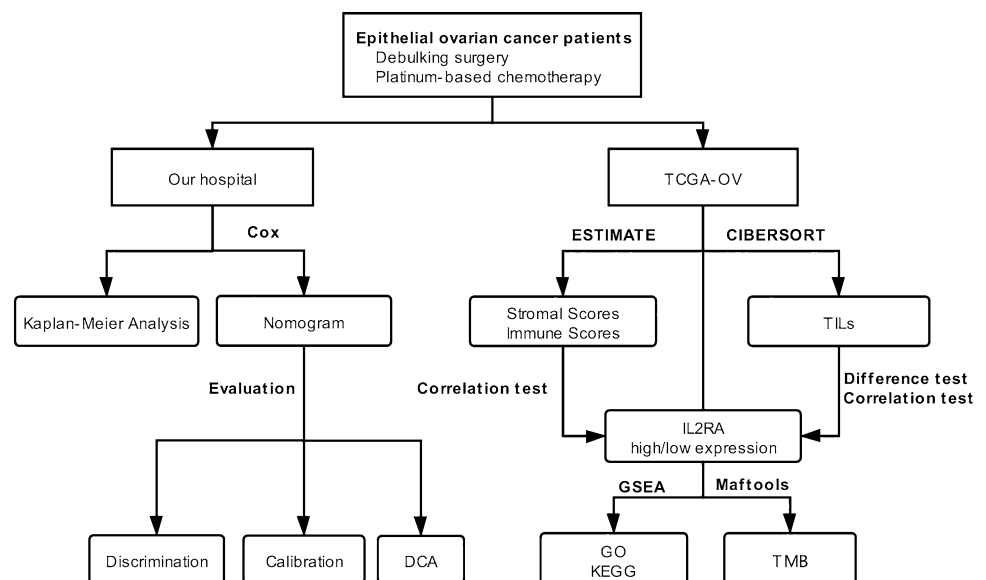 Epithelial ovarian cancer patients
Debulking surgery
Platinum-based chemotherapy
Our hospital
TCGA-OV
Cox
ESTIMATE
CIBERSORT
Kaplan-Meier Analysis
Nomogram
Stromal Scores
Immune Scores
TILs
Evaluation
Correlation test
Difference test
Correlation test
IL2RA
high/low expression
GSEA
Maftools
Discrimination
Calibration
DCA
GO
KEGG
TMB